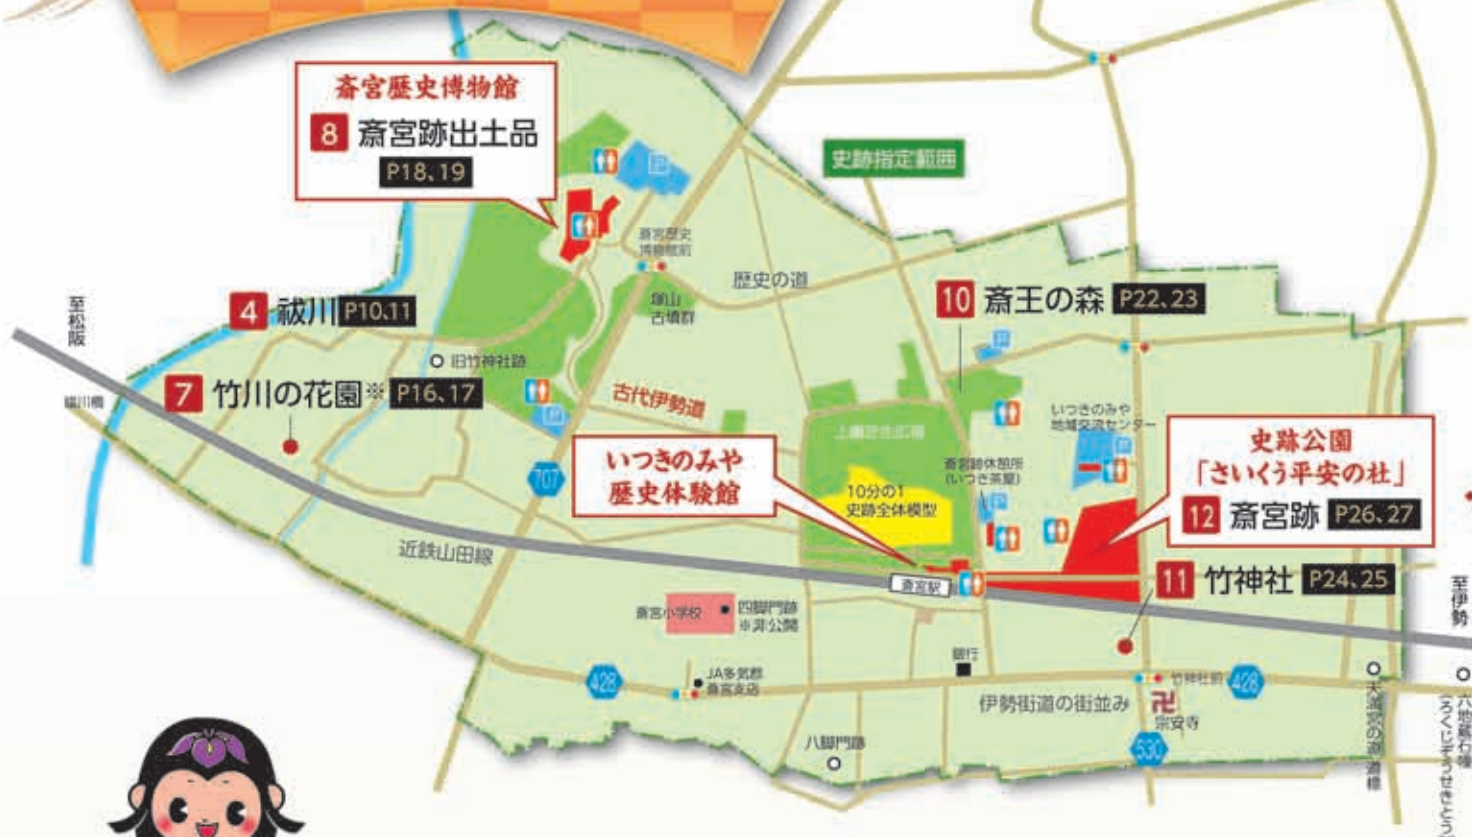 斎宮歴史博物館
8 斎宮跡出土品
P18、19
史跡指定範囲
斎宮歴史
博物館前
歴史の道
塚山
古墳群
至松阪
4 祓川 P10、11
10 斎王の森 P22、23
旧竹神社跡
7 竹川の花園※ P16、17
祓川橋
古代伊勢道
P
P
P
P
P
いつきのみや
地域交流センター
上園芝生広場
いつきのみや
歴史体験館
707
10分の1
史跡全体模型
斎宮跡休憩所
(いつき茶屋)
史跡公園
「さいくう平安の杜」
12 斎宮跡 P26、27
近鉄山田線
斎宮駅
11 竹神社 P24、25
至伊勢
斎宮小学校
四脚門跡
※非公開
銀行
428
JA多気郡
斎宮支店
竹神社前
428
伊勢街道の街並み
卍
宗安寺
530
八脚門跡
天満宮の道 道標
六地蔵石幢
(ろくじぞうせきとう